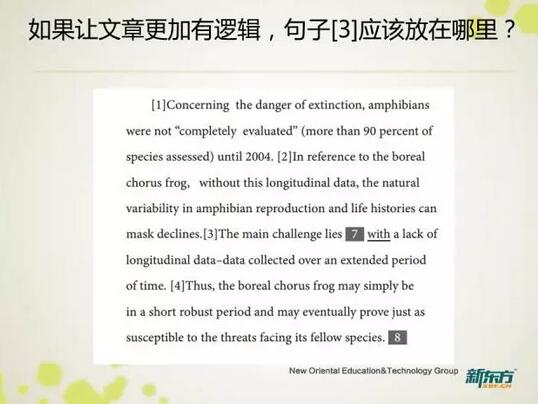 如果让文章更加有逻辑，句子[3]应该放在哪里？
[1]Concerning the danger of extinction, amphibians
were not “completely evaluated” (more than 90 percent of
species assessed) until 2004. [2]In reference to the boreal
chorus frog, without this longitudinal data, the natural
variability in amphibian reproduction and life histories can
mask declines.[3]The main challenge lies 7 with a lack of
longitudinal data–data collected over an extended period
of time. [4]Thus, the boreal chorus frog may simply be
in a short robust period and may eventually prove just as
susceptible to the threats facing its fellow species. 8
New Oriental Education&Technology Group
新东方
XDF.CN